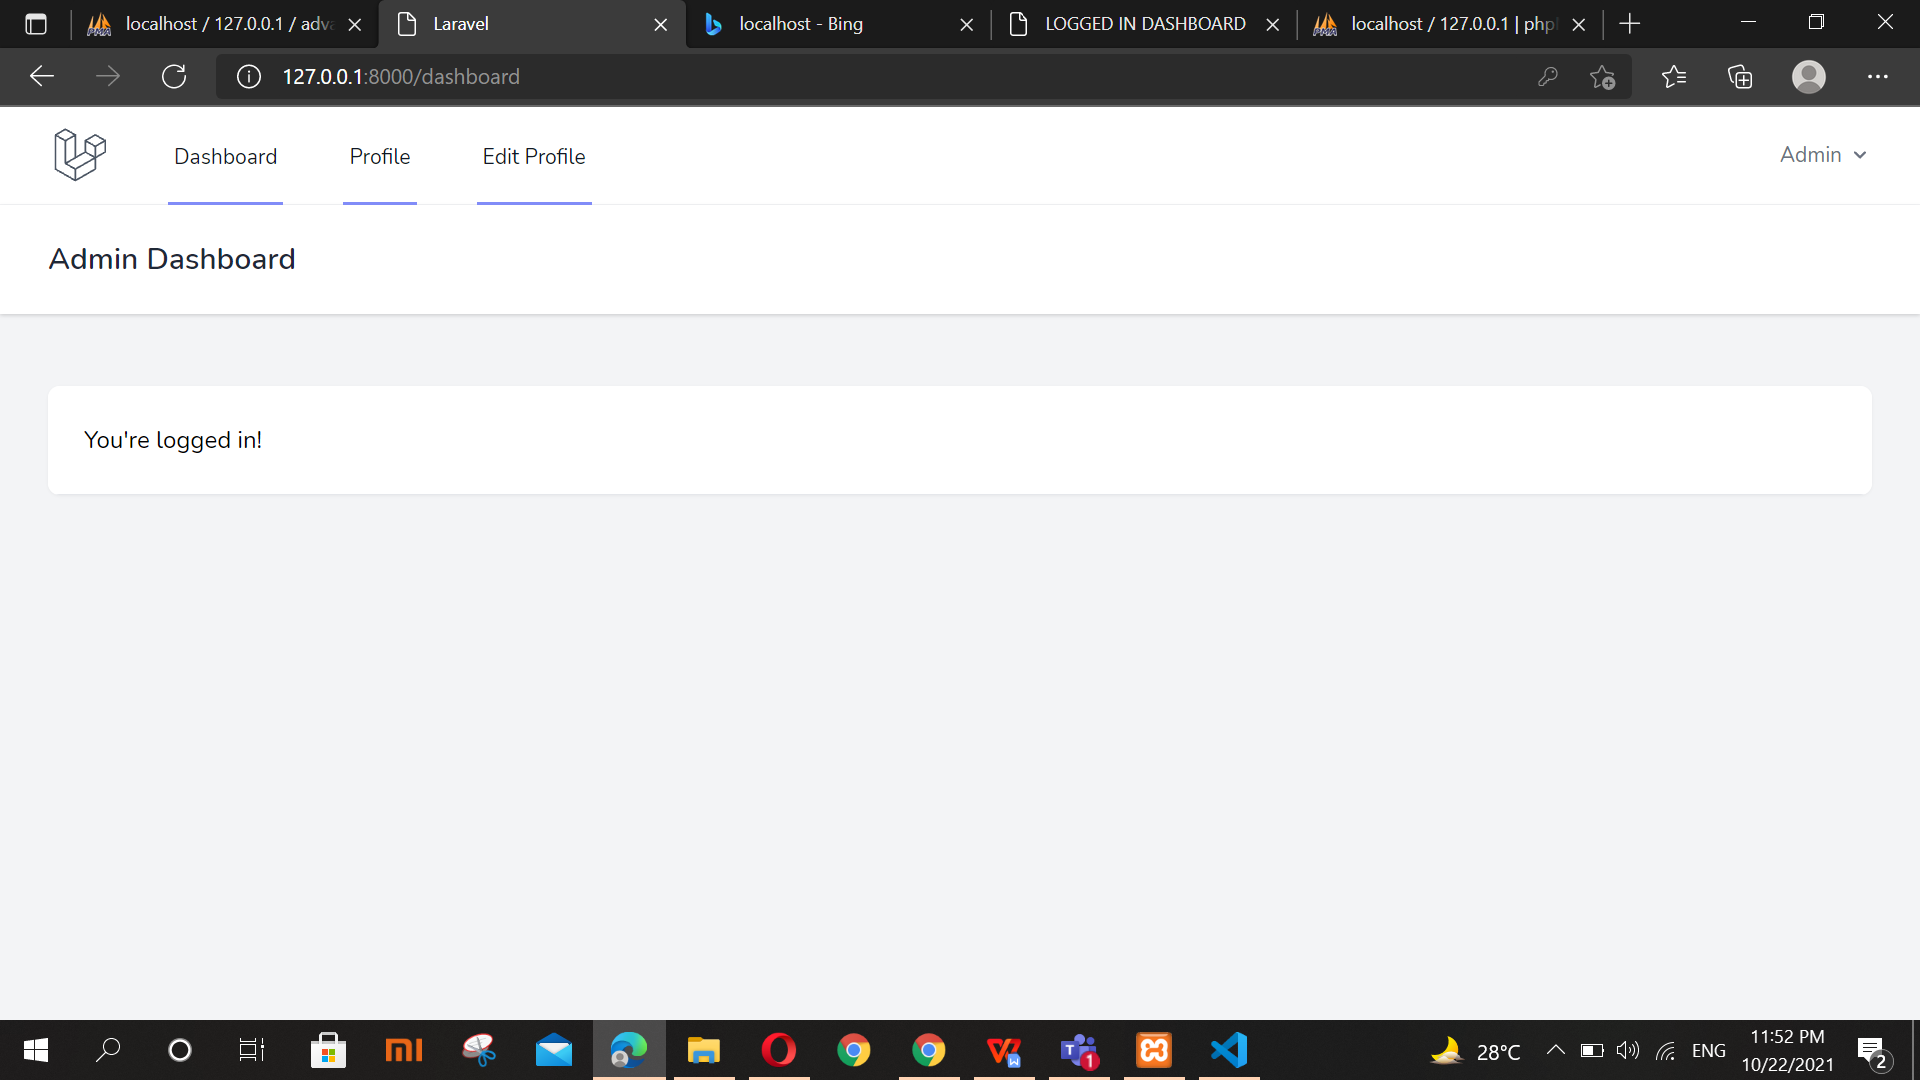 localhost / 127.0.0.1 / adva
Laravel
localhost - Bing
LOGGED IN DASHBOARD
localhost / 127.0.0.1 | php
127.0.0.1:8000/dashboard
Dashboard
Profile
Edit Profile
Admin
Admin Dashboard
You're logged in!
28°C
ENG
11:52 PM
10/22/2021
2
1